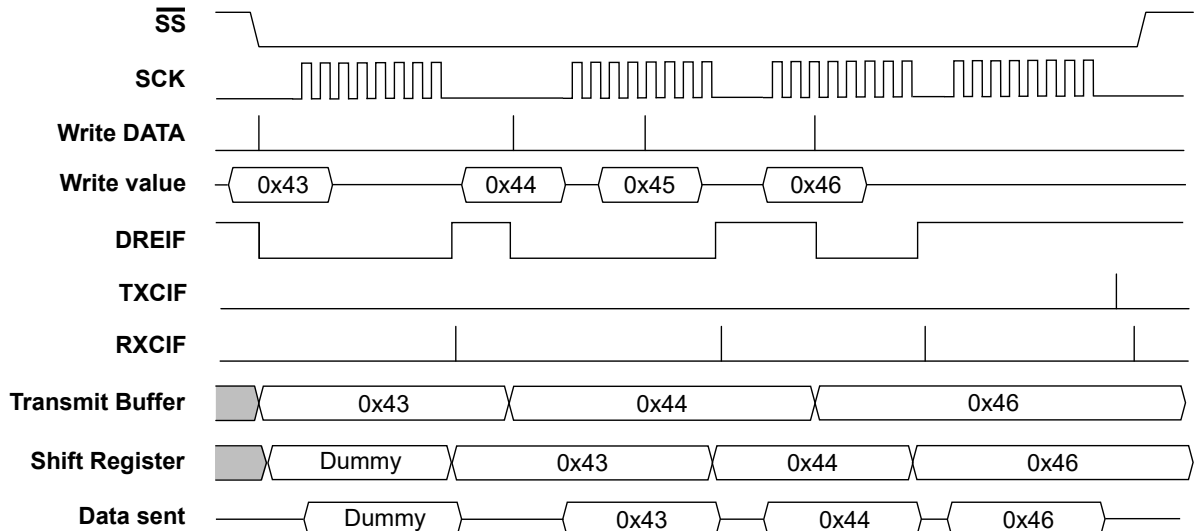 SS
SCK
Write DATA
Write value 0x43 0x44 0x45 0x46
DREIF
TXCIF
RXCIF
Transmit Buffer 0x43 0x44 0x46
Shift Register Dummy 0x43 0x44 0x46
Data sent Dummy 0x43 0x44 0x46